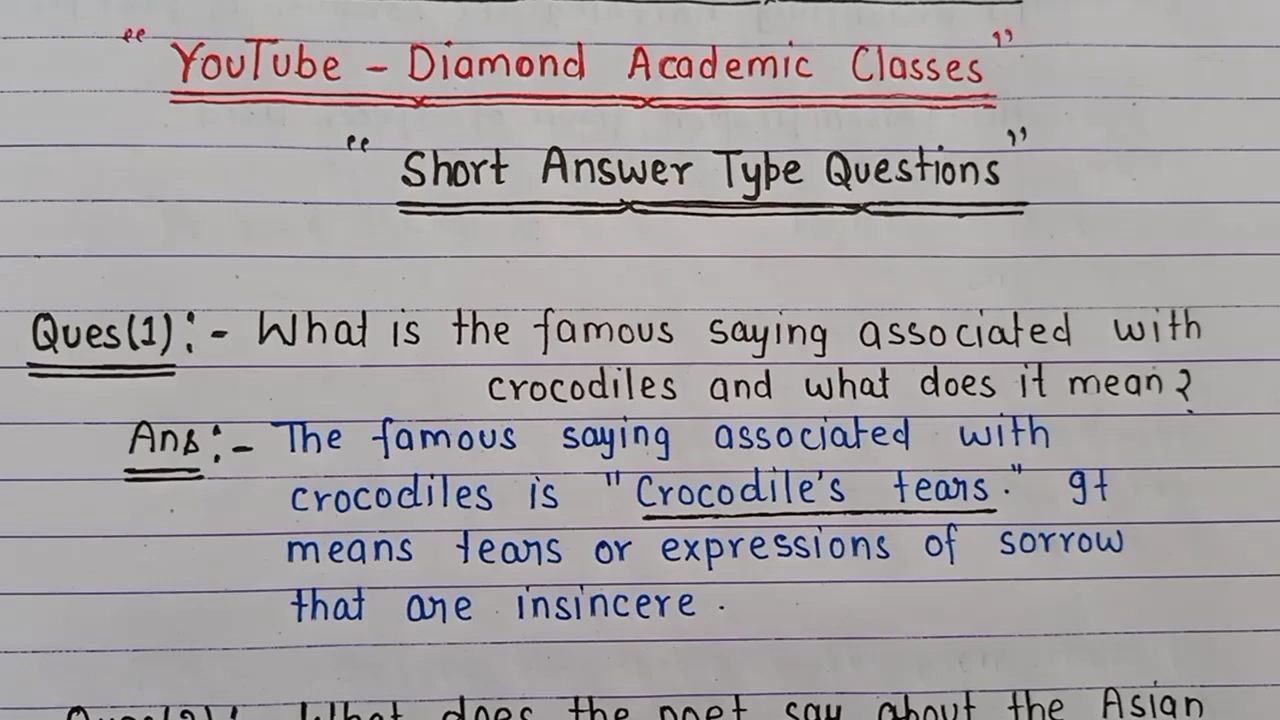 " YouTube - Diamond Academic Classes "
" Short Answer Type Questions "
Ques(1):- What is the famous saying associated with
crocodiles and what does it mean?
Ans:- The famous saying associated with
crocodiles is "Crocodile's tears." It
means tears or expressions of sorrow
that are insincere.
Ques(2): What does the poet say about the Asian